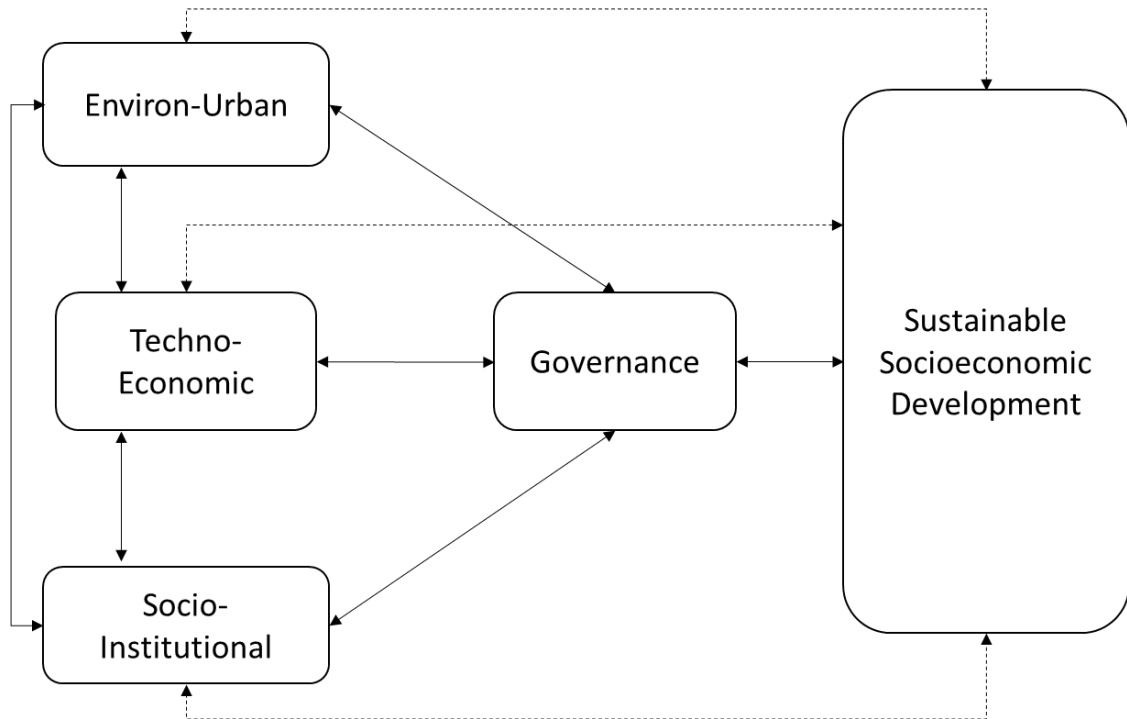 Environ-Urban
Techno-
Economic
Governance
Sustainable
Socioeconomic
Development
Socio-
Institutional